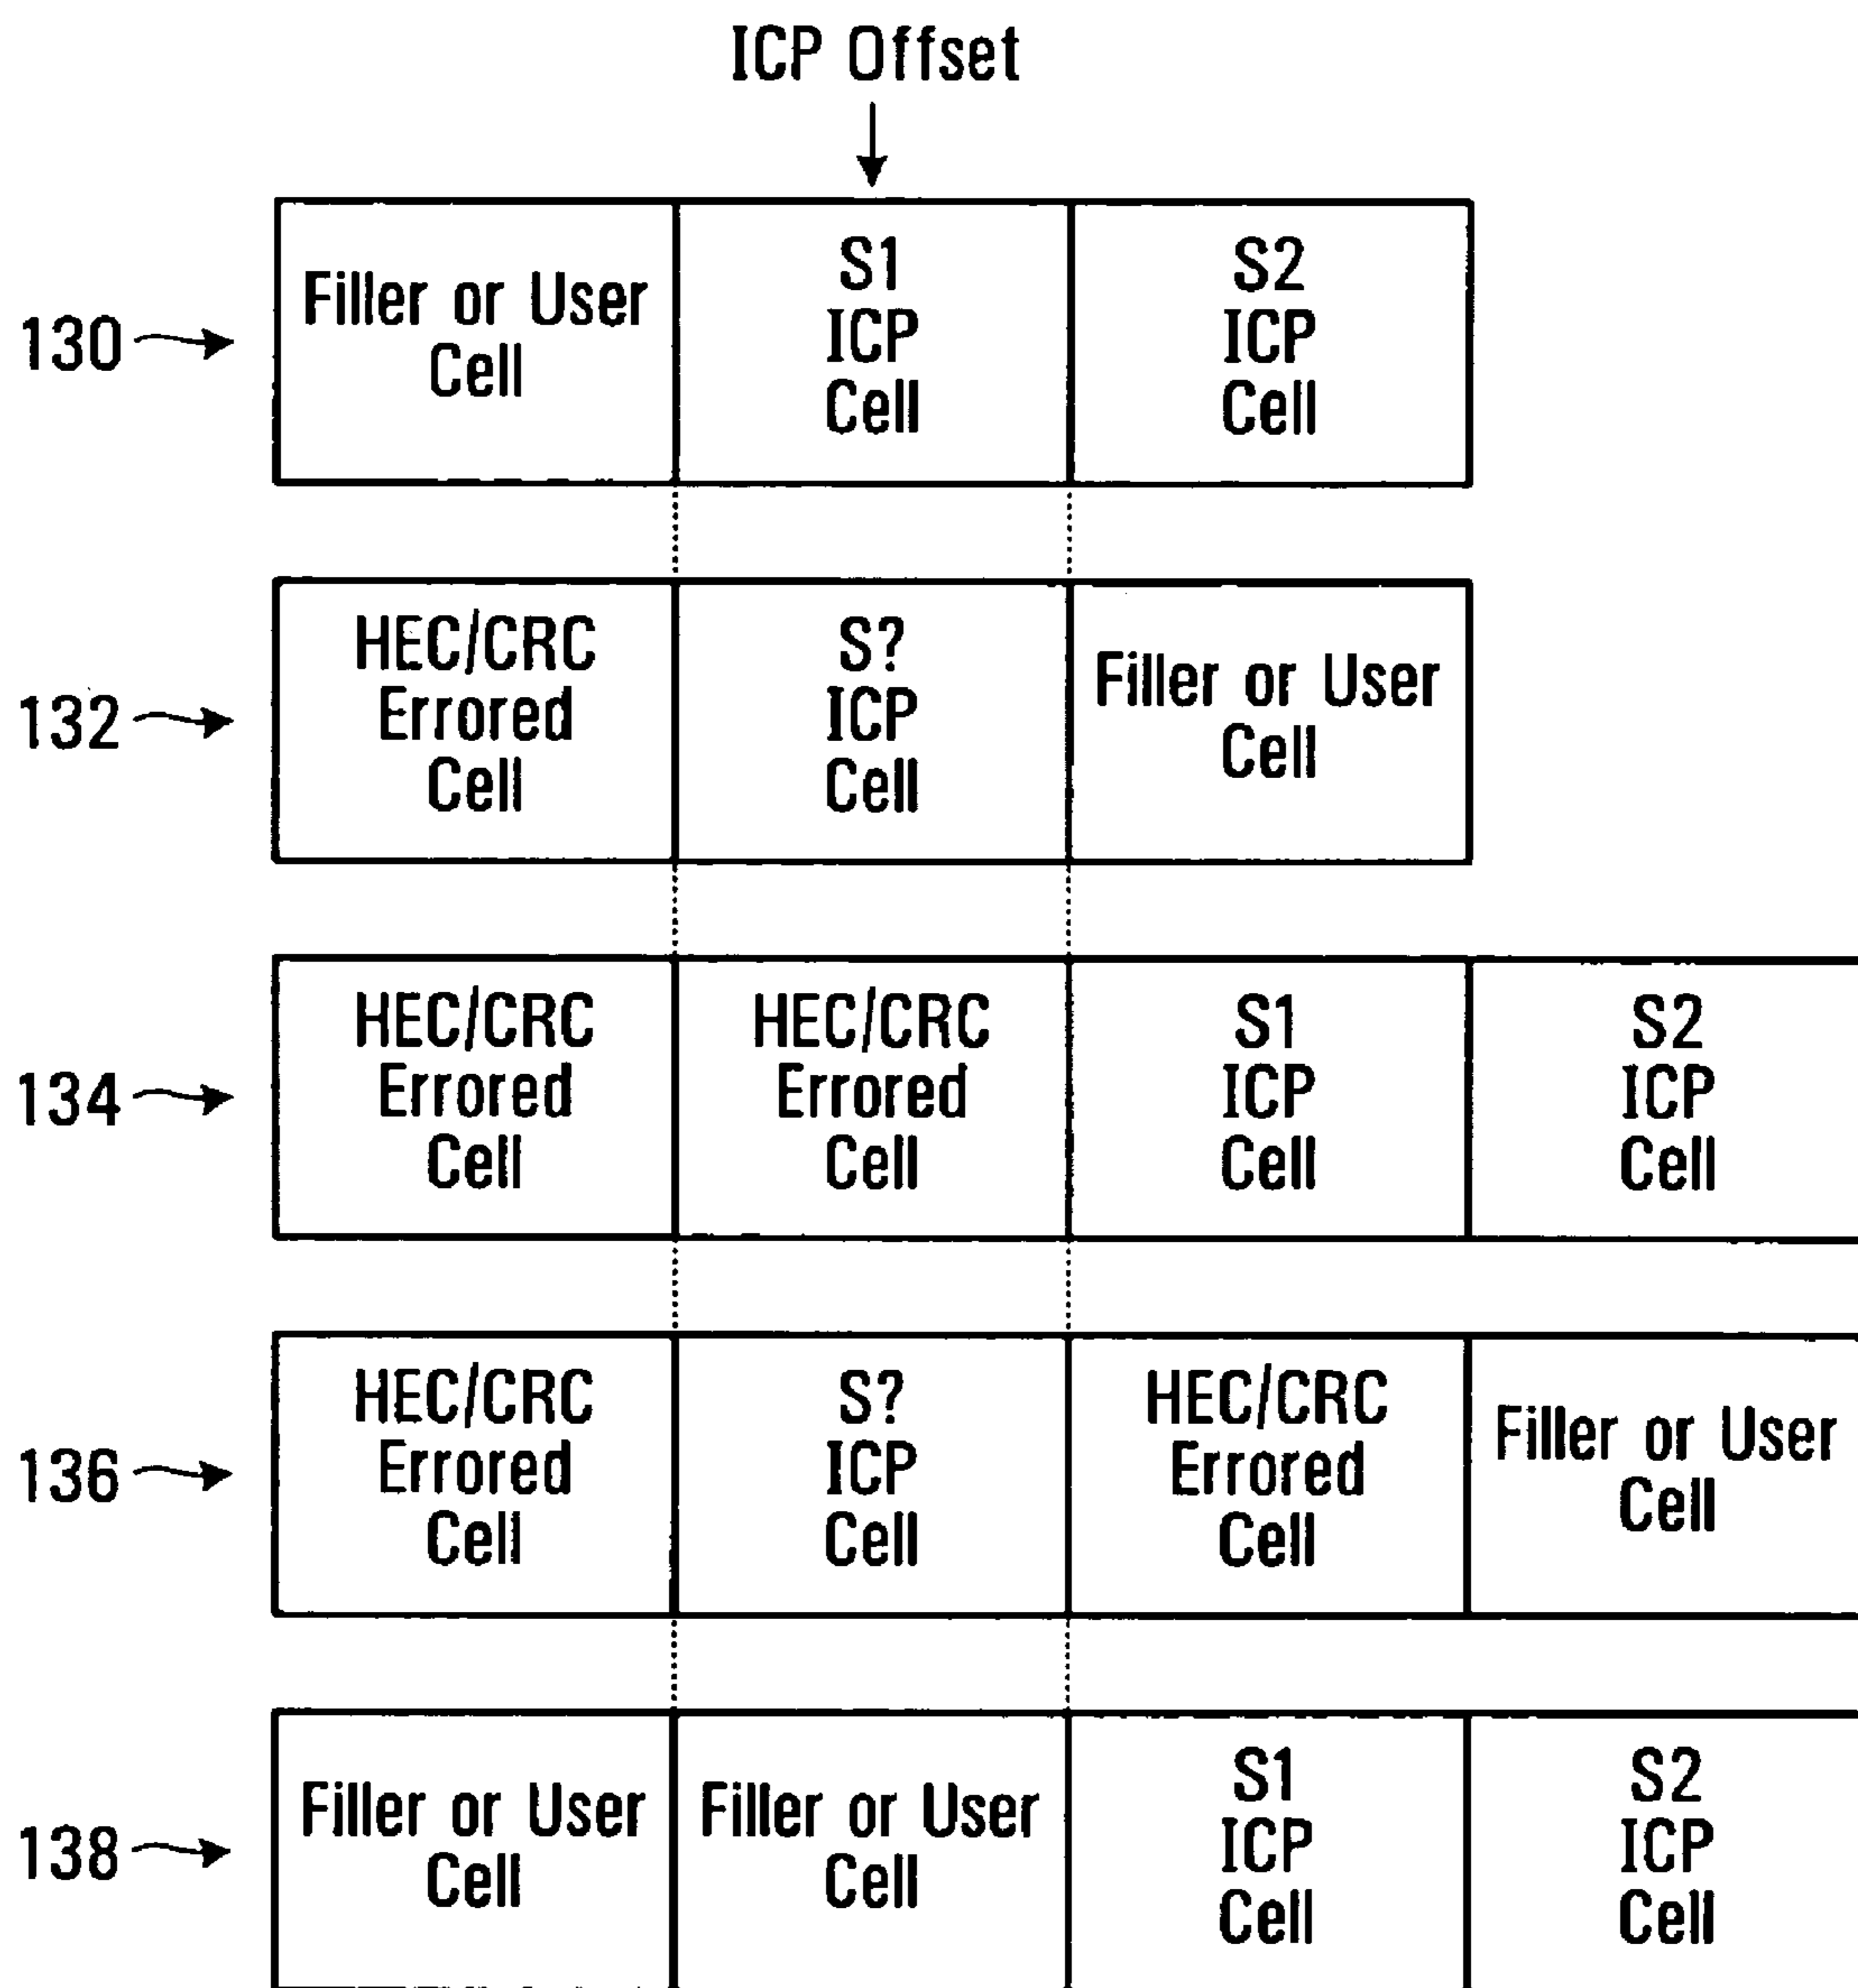 ICP Offset
130
Filler or User
Cell
S1
ICP
Cell
S2
ICP
Cell
132
HEC/CRC
Errored
Cell
S?
ICP
Cell
Filler or User
Cell
134
HEC/CRC
Errored
Cell
HEC/CRC
Errored
Cell
S1
ICP
Cell
S2
ICP
Cell
136
HEC/CRC
Errored
Cell
S?
ICP
Cell
HEC/CRC
Errored
Cell
Filler or User
Cell
138
Filler or User
Cell
Filler or User
Cell
S1
ICP
Cell
S2
ICP
Cell